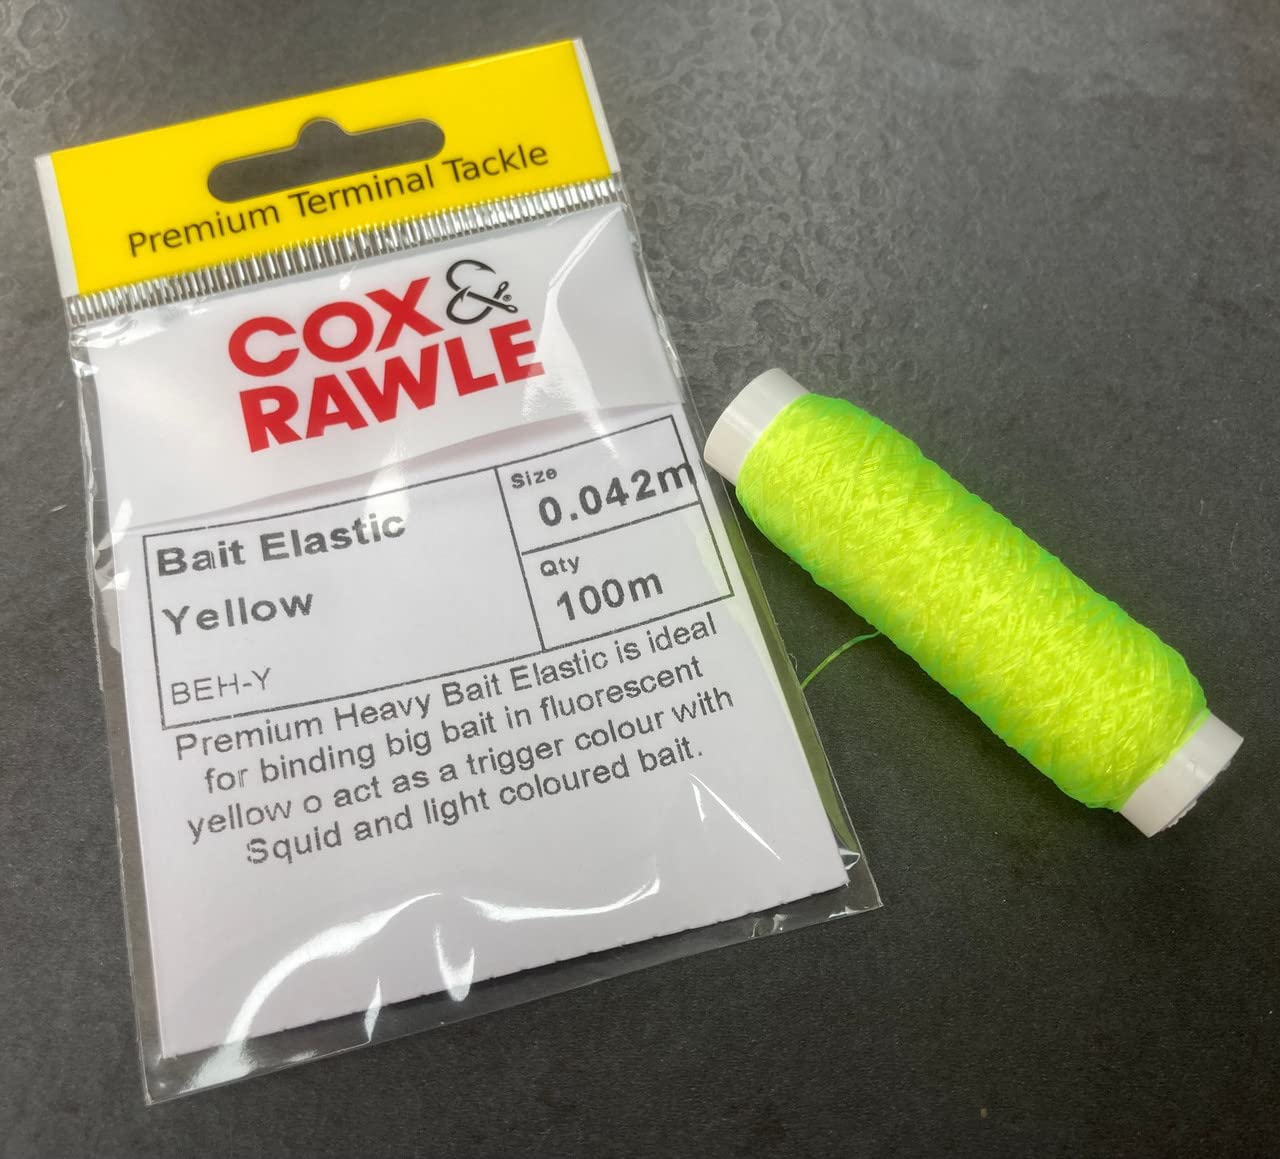 Premium Terminal Tackle
COX &
RAWLE
Bait Elastic
Yellow
BEH-Y
Size
0.042m
Qty
100m
Premium Heavy Bait Elastic is ideal
for binding big bait in fluorescent
yellow o act as a trigger colour with
Squid and light coloured bait.